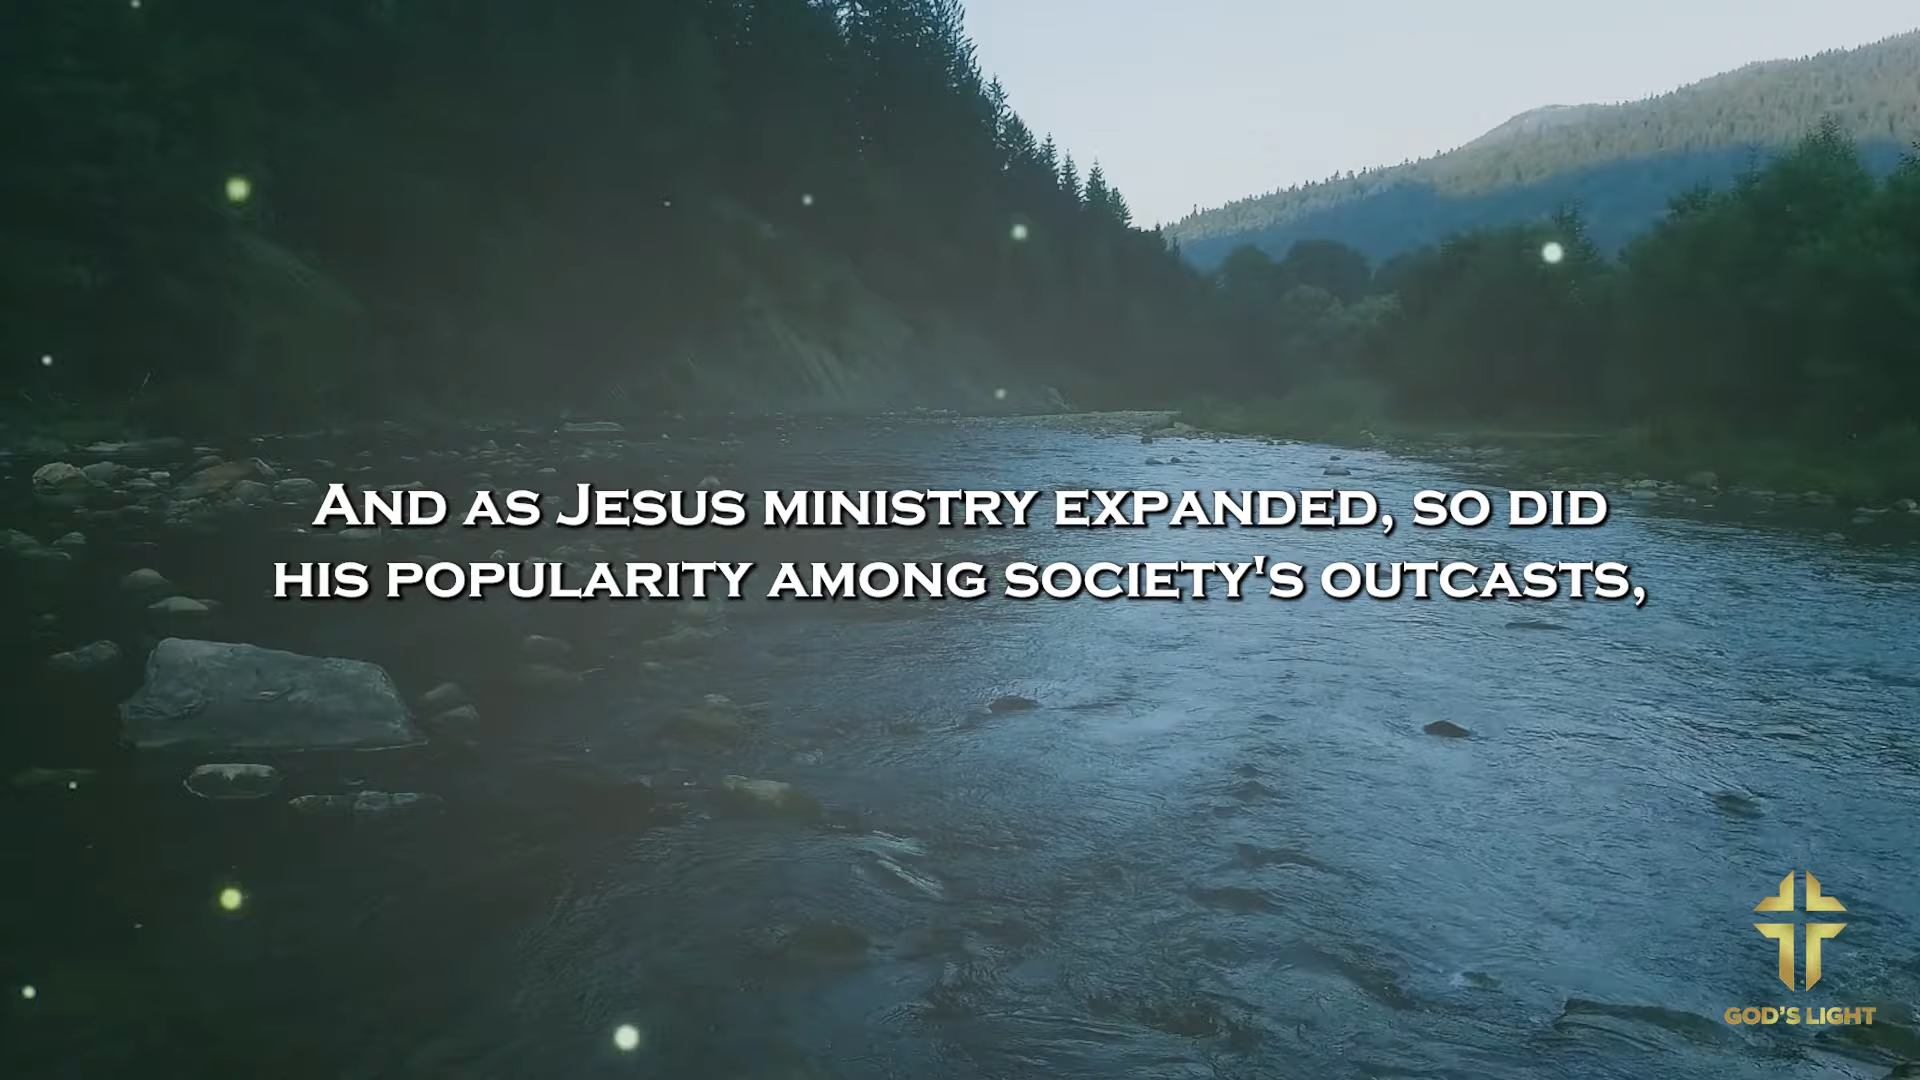 And as Jesus ministry expanded, so did
his popularity among society's outcasts,
GOD'S LIGHT